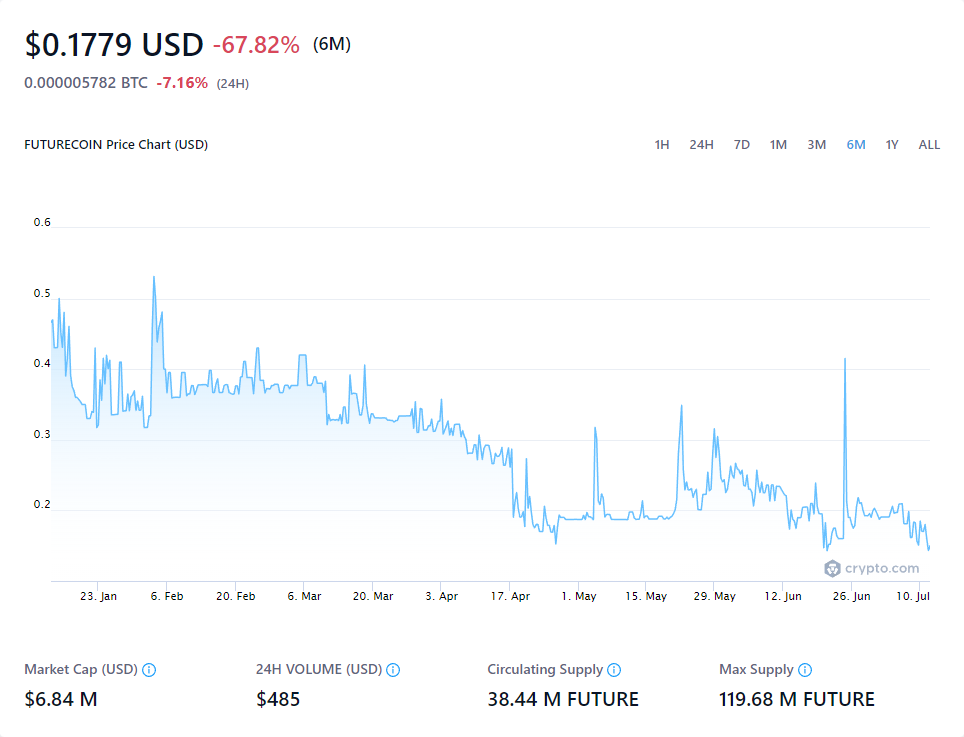 $0.1779 USD -67.82% (6M)
0.000005782 BTC -7.16% (24H)
FUTURECOIN Price Chart (USD) 1H 24H 7D 1M 3M 6M 1Y ALL
0.6
0.5
0.4
0.3
0.2
crypto.com
23. Jan 6. Feb 20. Feb 6. Mar 20. Mar 3. Apr 17. Apr 1. May 15. May 29. May 12. Jun 26. Jun 10. Jul
Market Cap (USD) 24H VOLUME (USD) Circulating Supply Max Supply
$6.84 M $485 38.44 M FUTURE 119.68 M FUTURE